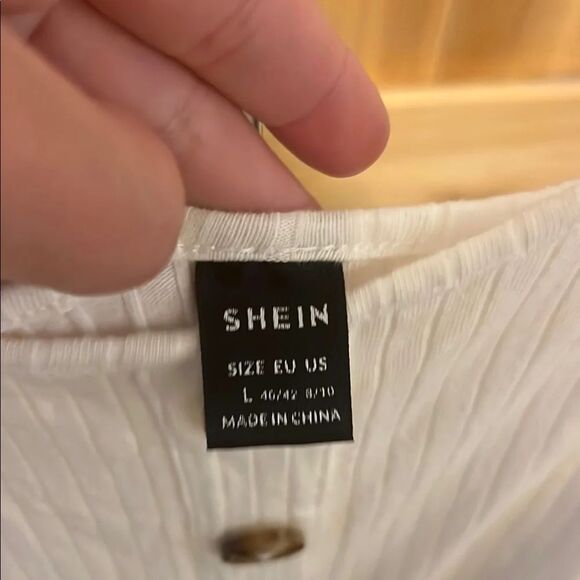 SHEIN
SIZE EU US
L 40/42 8/10
MADE IN CHINA